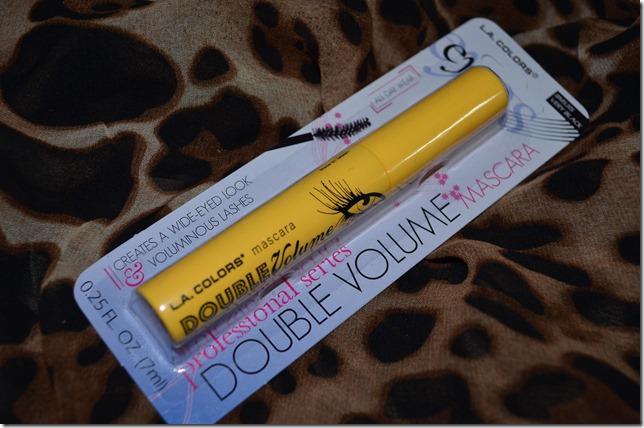 L.A. COLORS®
ALL DAY WEAR
CREATES A WIDE-EYED LOOK
& VOLUMINOUS LASHES
L.A. COLORS®
mascara
DOUBLE Volume
professional series
DOUBLE VOLUME MASCARA
0.25 FL. OZ. (7ml)